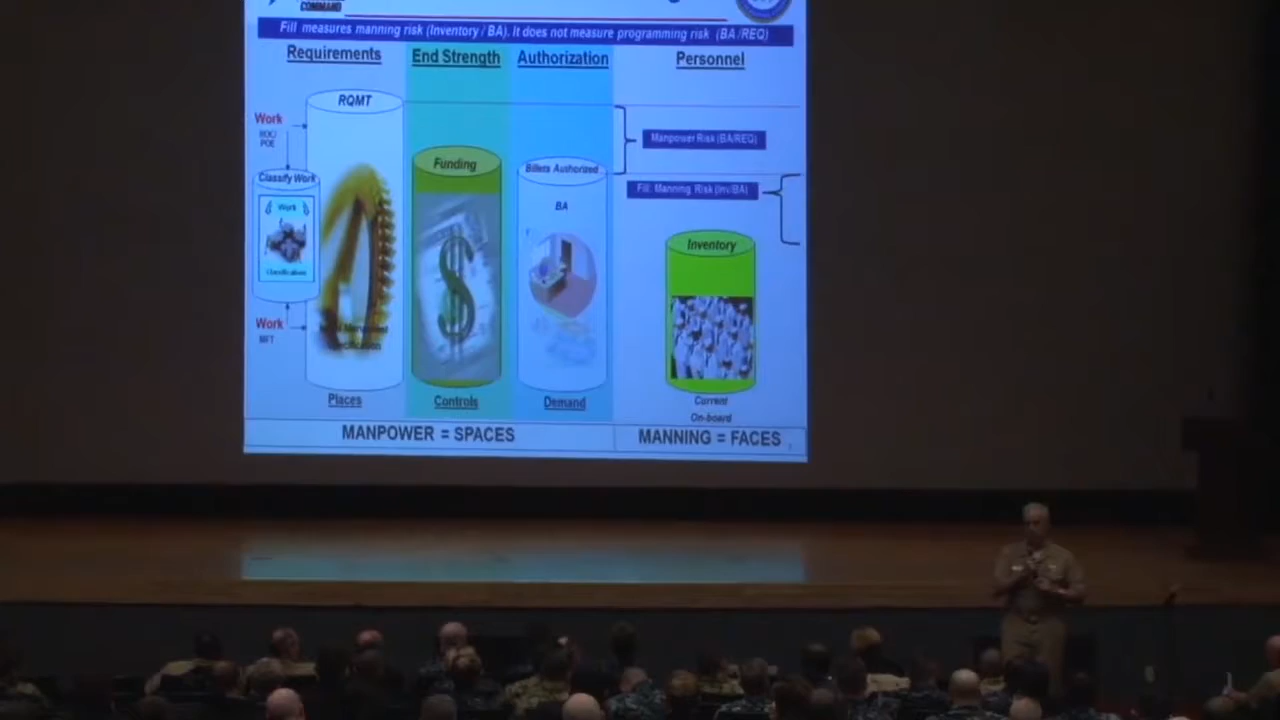 COMMAND
Fill measures manning risk (Inventory / BA). It does not measure programming risk (BA /REQ)
Requirements
End Strength
Authorization
Personnel
RQMT
Work
ROC/
POE
Classify Work
Work
Classification
Work
MFT
Places
Funding
Controls
Billets Authorized
BA
Demand
Manpower Risk (BA/REQ)
Fill: Manning Risk (Inv/BA)
Inventory
Current
On-board
MANPOWER = SPACES
MANNING = FACES